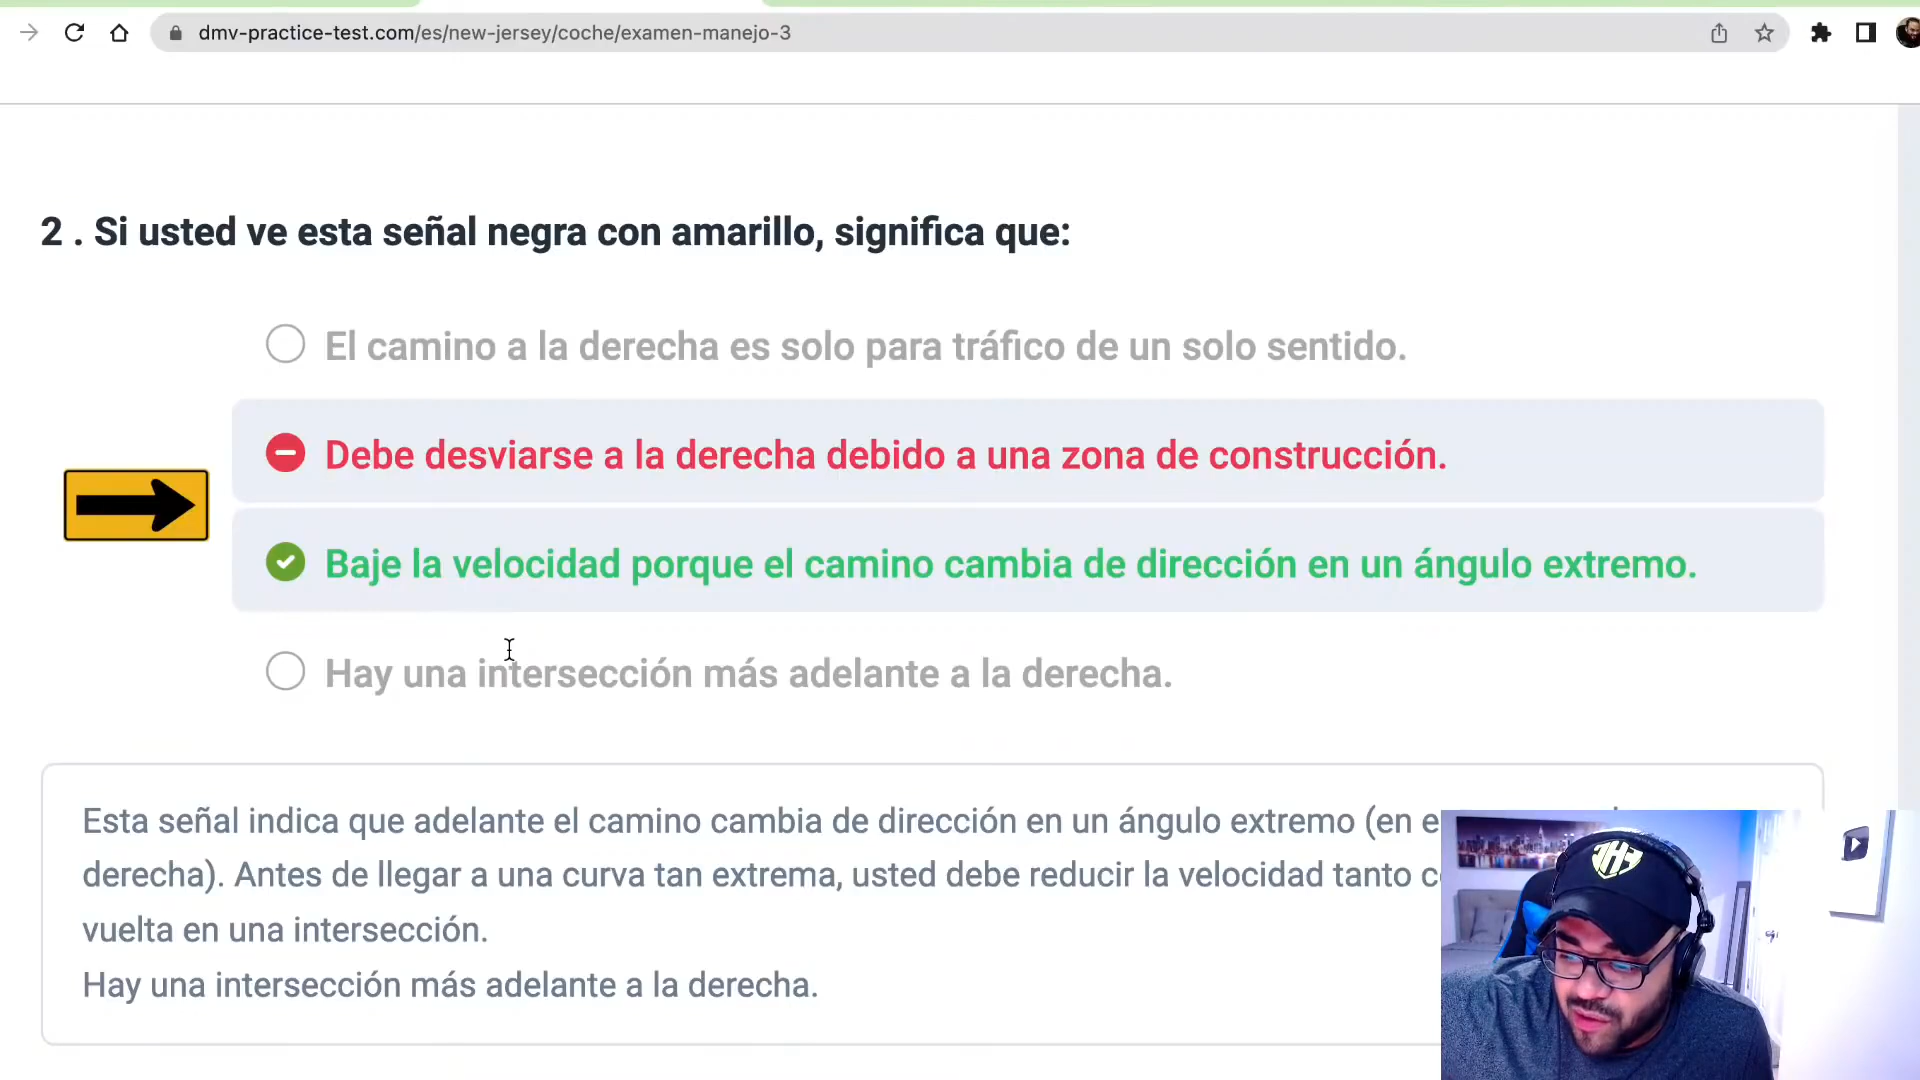 dmv-practice-test.com/es/new-jersey/coche/examen-manejo-3
2 . Si usted ve esta señal negra con amarillo, significa que:
El camino a la derecha es solo para tráfico de un solo sentido.
Debe desviarse a la derecha debido a una zona de construcción.
Baje la velocidad porque el camino cambia de dirección en un ángulo extremo.
Hay una intersección más adelante a la derecha.
Esta señal indica que adelante el camino cambia de dirección en un ángulo extremo (en
derecha). Antes de llegar a una curva tan extrema, usted debe reducir la velocidad tanto
vuelta en una intersección.
Hay una intersección más adelante a la derecha.